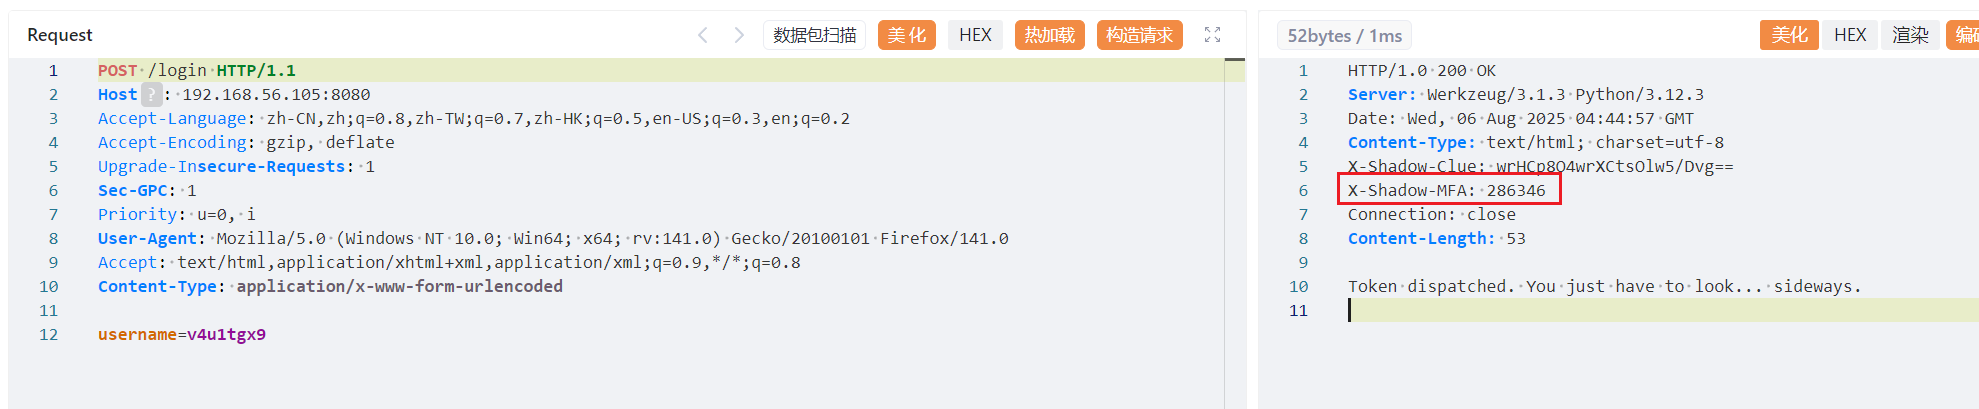 Request
数据包扫描 美化 HEX 热加载 构造请求
1 POST /login HTTP/1.1
2 Host ? : 192.168.56.105:8080
3 Accept-Language: zh-CN,zh;q=0.8,zh-TW;q=0.7,zh-HK;q=0.5,en-US;q=0.3,en;q=0.2
4 Accept-Encoding: gzip, deflate
5 Upgrade-Insecure-Requests: 1
6 Sec-GPC: 1
7 Priority: u=0, i
8 User-Agent: Mozilla/5.0 (Windows NT 10.0; Win64; x64; rv:141.0) Gecko/20100101 Firefox/141.0
9 Accept: text/html,application/xhtml+xml,application/xml;q=0.9,*/*;q=0.8
10 Content-Type: application/x-www-form-urlencoded
11
12 username=v4u1tgx9
52bytes / 1ms
美化 HEX 渲染
1 HTTP/1.0 200 OK
2 Server: Werkzeug/3.1.3 Python/3.12.3
3 Date: Wed, 06 Aug 2025 04:44:57 GMT
4 Content-Type: text/html; charset=utf-8
5 X-Shadow-Clue: wrHCp8O4wrXCtsOlw5/Dvg==
6 X-Shadow-MFA: 286346
7 Connection: close
8 Content-Length: 53
9
10 Token dispatched. You just have to look... sideways.
11